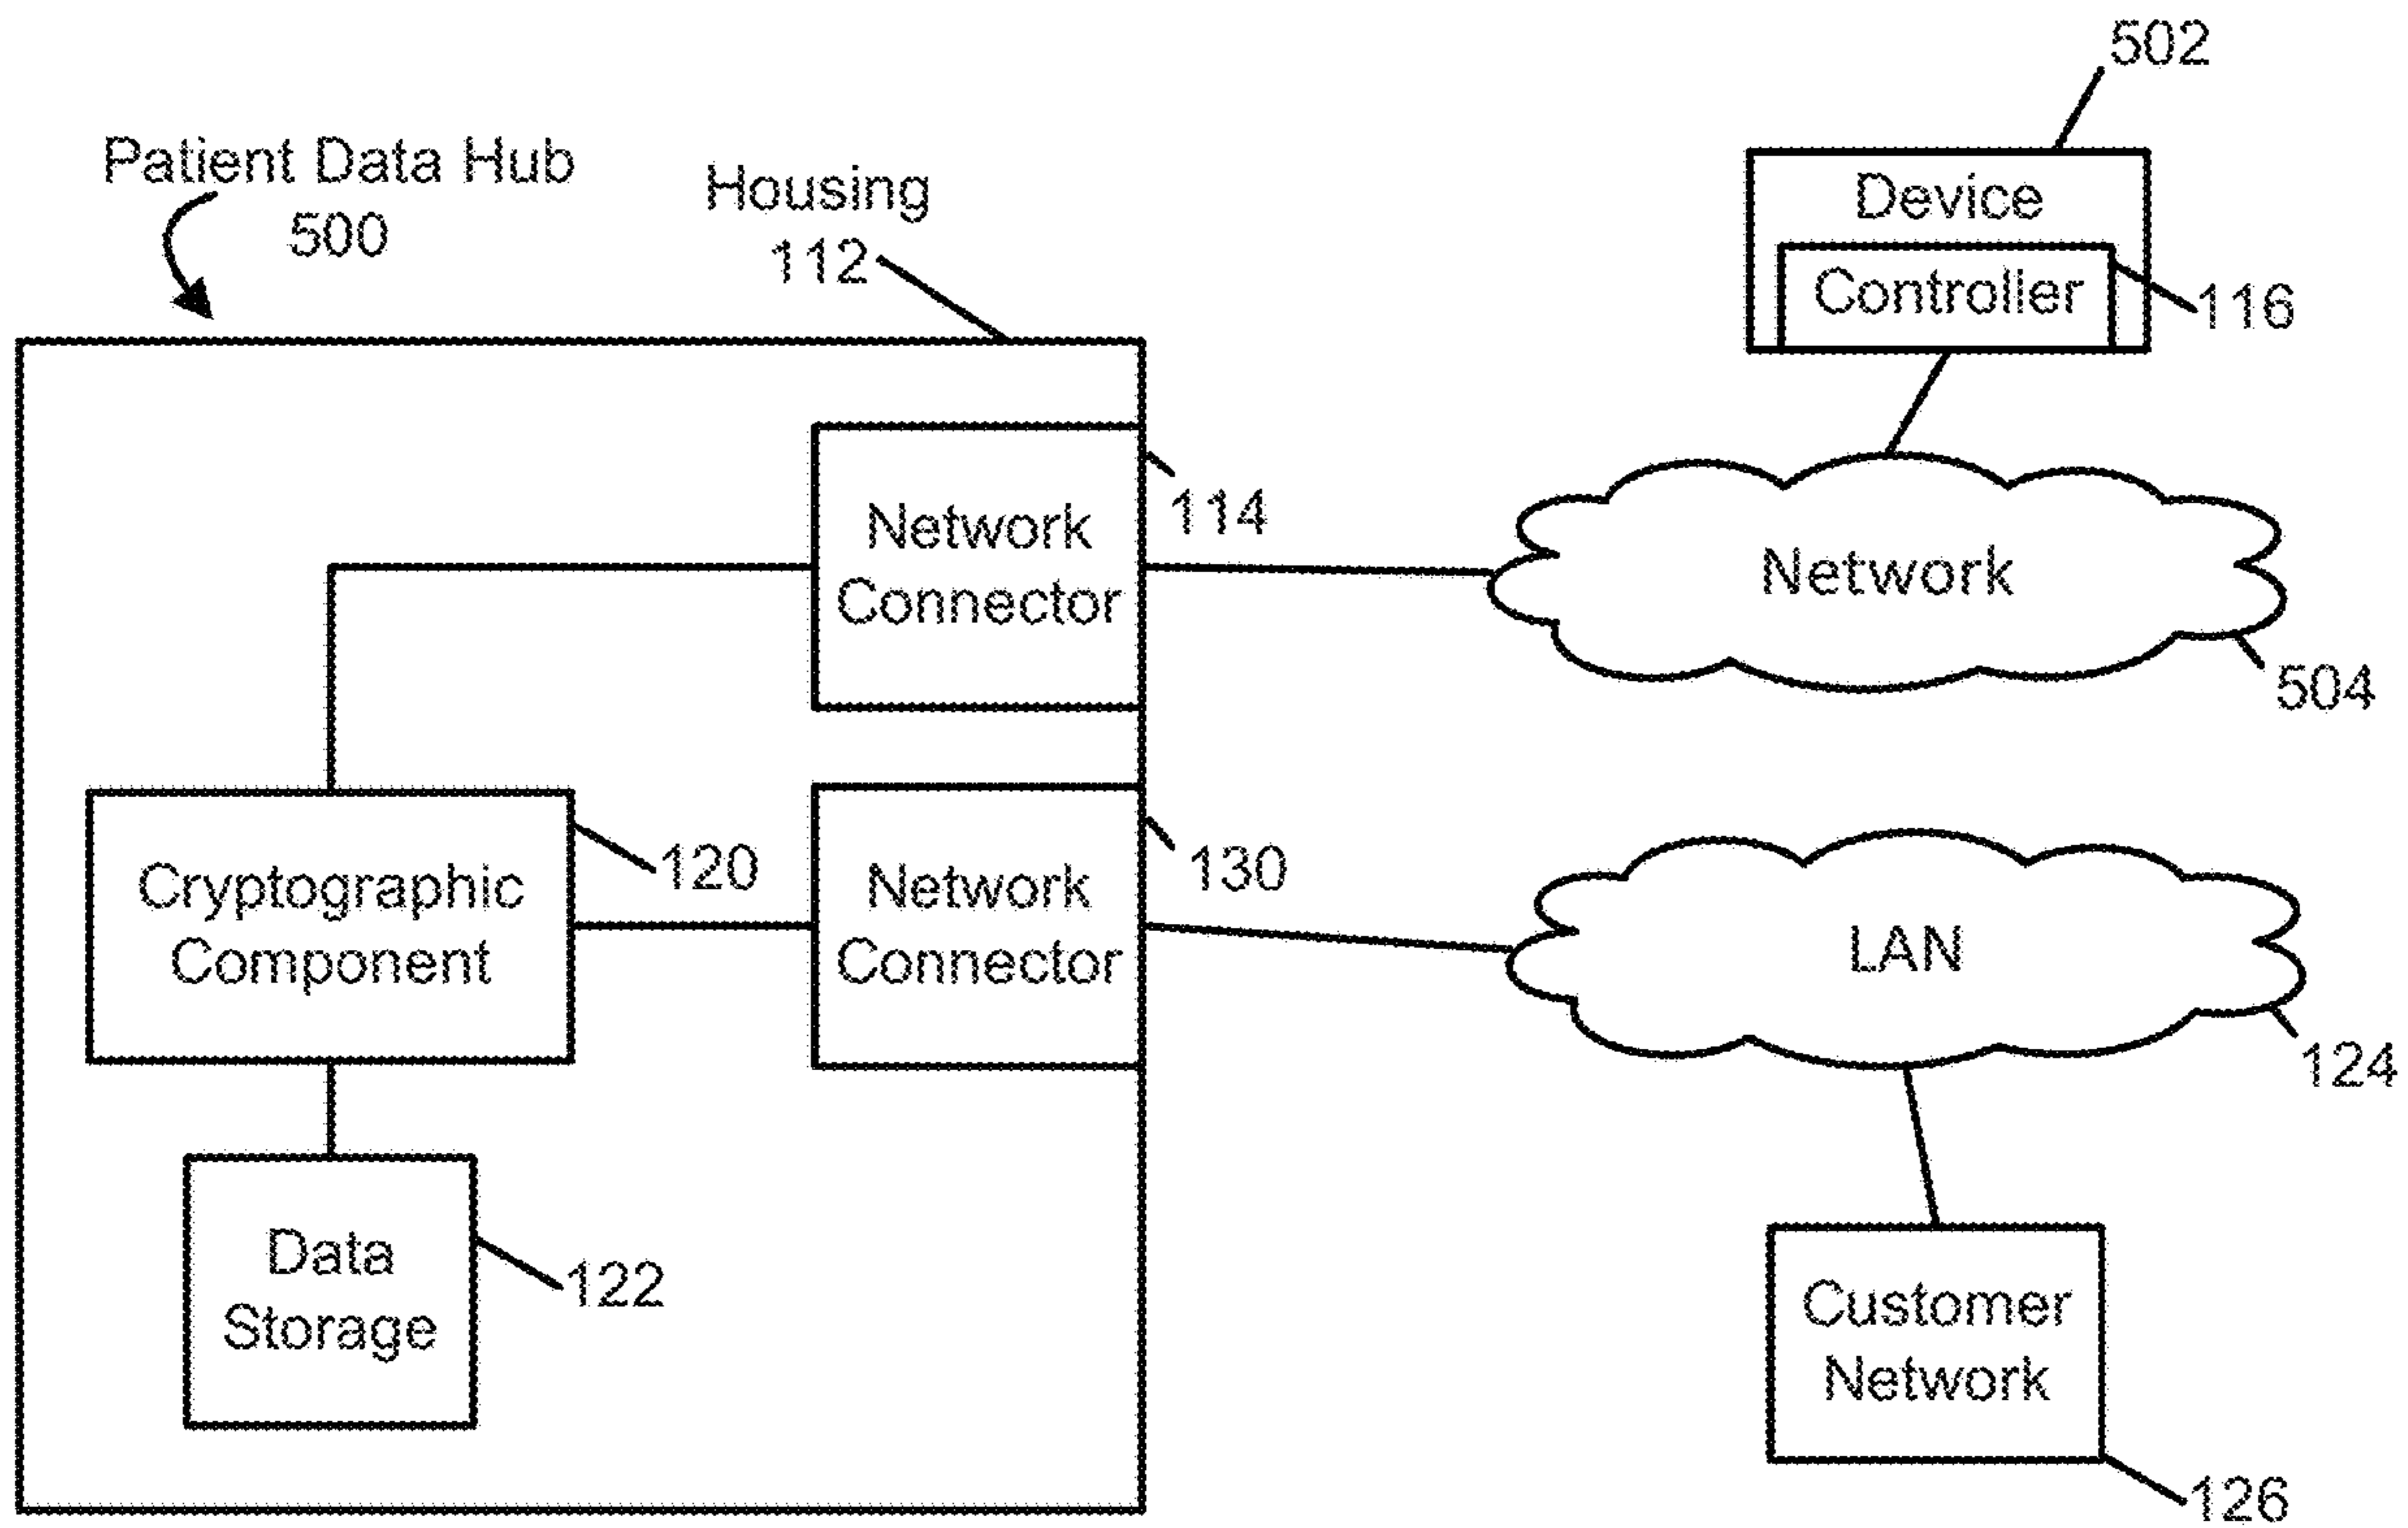 502
Patient Data Hub
500
Housing
112
Device
Controller
116
Network
Connector
114
Network
504
Cryptographic
Component
120
Network
Connector
130
LAN
124
Data
Storage
122
Customer
Network
126